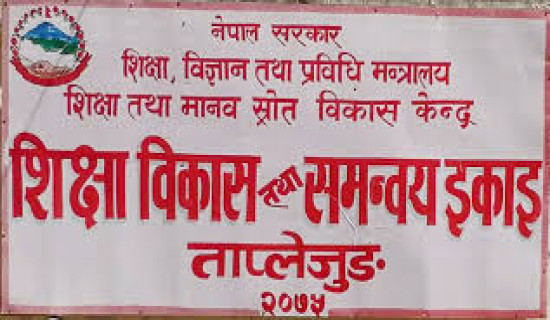 नेपाल सरकार
शिक्षा, विज्ञान तथा प्रविधि मन्त्रालय
शिक्षा तथा मानव स्रोत विकास केन्द्र
शिक्षा विकास तथा समन्वय इकाइ
ताप्लेजुङ
२०७५